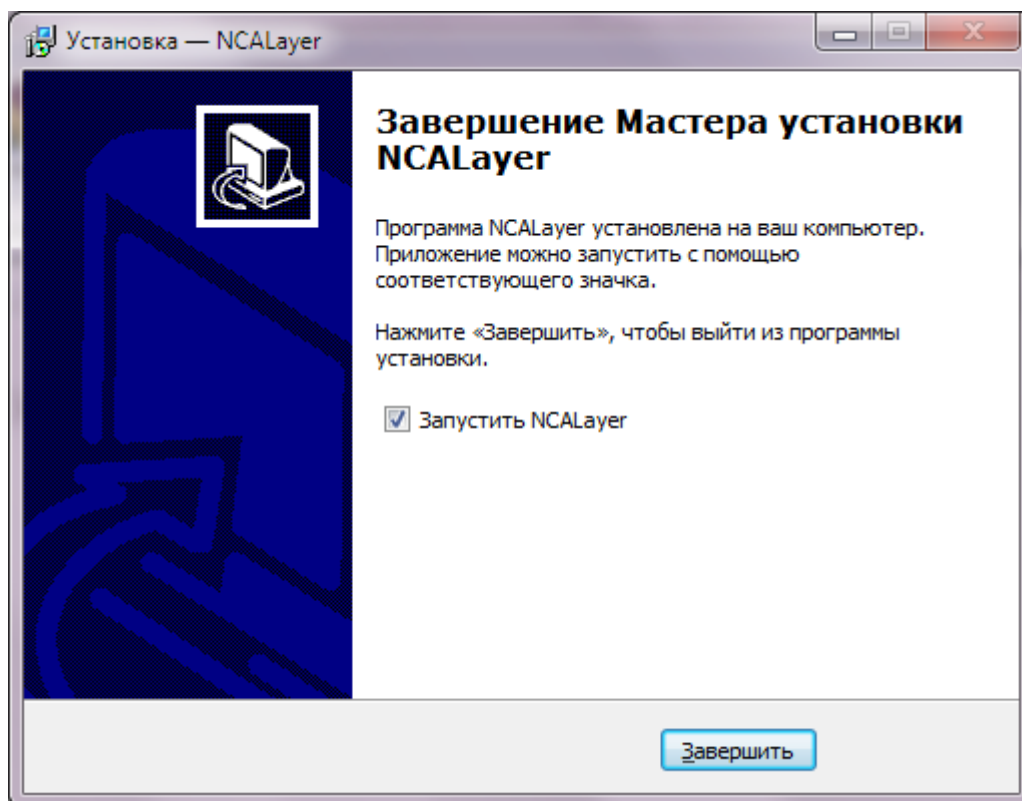 Установка — NCALayer
Завершение Мастера установки
NCALayer
Программа NCALayer установлена на ваш компьютер.
Приложение можно запустить с помощью
соответствующего значка.
Нажмите «Завершить», чтобы выйти из программы
установки.
Запустить NCALayer
Завершить